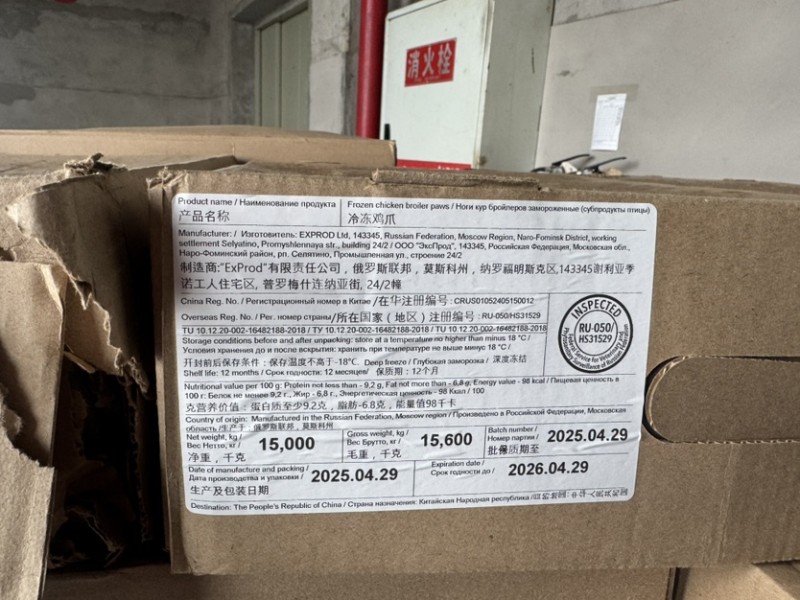 消火栓
Product name / Наименование продукта
产品名称
Frozen chicken broiler paws / Ноги кур бройлеров замороженные (субпродукты птицы)
冷冻鸡爪
Manufacturer: / Изготовитель: EXPROD Ltd, 143345, Russian Federation, Moscow Region, Naro-Fominsk District, working
settlement Selyatino, Promyshlennaya str., building 24/2 / ООО "ЭксПрод", 143345, Российская Федерация, Московская обл.,
Наро-Фоминский район, рп. Селятино, Промышленная ул., строение 24/2
制造商:"ExProd"有限责任公司，俄罗斯联邦，莫斯科州，纳罗福明斯克区,143345谢利亚季
诺工人住宅区, 普罗梅什连纳亚街, 24/2幢
China Reg. No. / Регистрационный номер в Китае /在华注册编号: CRUS01052405150012
Overseas Reg. No. / Рег. номер страны/所在国家（地区）注册编号: RU-050/HS31529
TU 10.12.20-002-16482188-2018 / ТУ 10.12.20-002-16482188-2018 / TU 10.12.20-002-16482188-2018
Storage conditions before and after unpacking: store at a temperature no higher than minus 18 °C /
Условия хранения до и после вскрытия: хранить при температуре не выше минус 18 °C /
开封前后保存条件: 保存温度不高于-18°C. Deep freeze / Глубокая заморозка / 深度冻结
Shelf life: 12 months / Срок годности: 12 месяцев/ 保质期: 12个月
INSPECTED
RU-050/
HS31529
Nutritional value per 100 g: Protein not less than - 9,2 g, Fat not more than - 6,8 g, Energy value - 98 kcal / Пищевая ценность в
100 г: Белок не менее 9,2 г., Жир - 6,8 г., Энергетическая ценность - 98 Ккал / 100
克营养价值: 蛋白质至少9.2克, 脂肪-6.8克, 能量值98千卡
Country of origin: Manufactured in the Russian Federation, Moscow region / Произведено в Российской Федерации, Московская
область /生产于: 俄罗斯联邦, 莫斯科州
Net weight, kg /
Вес Нетто, кг /
净重, 千克
15,000
Gross weight, kg /
Вес Брутто, кг /
毛重, 千克
15,600
Batch number /
Номер партии /
质期至
2025.04.29
Date of manufacture and packing/
Дата производства и упаковки /
生产及包装日期
2025.04.29
Expiration date /
Срок годности до /
2026.04.29
Destination: The People's Republic of China / Страна назначения: Китайская Народная республика /